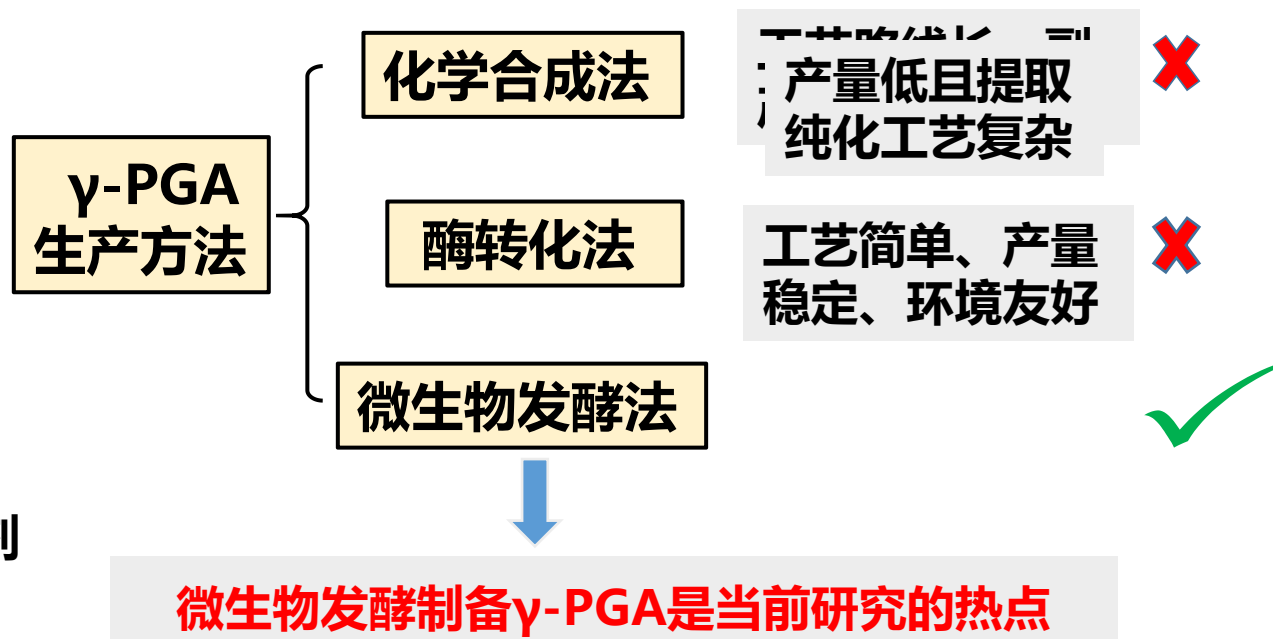 化学合成法
产量低且提取
纯化工艺复杂
γ-PGA
生产方法
酶转化法
工艺简单、产量
稳定、环境友好
微生物发酵法
微生物发酵制备γ-PGA是当前研究的热点